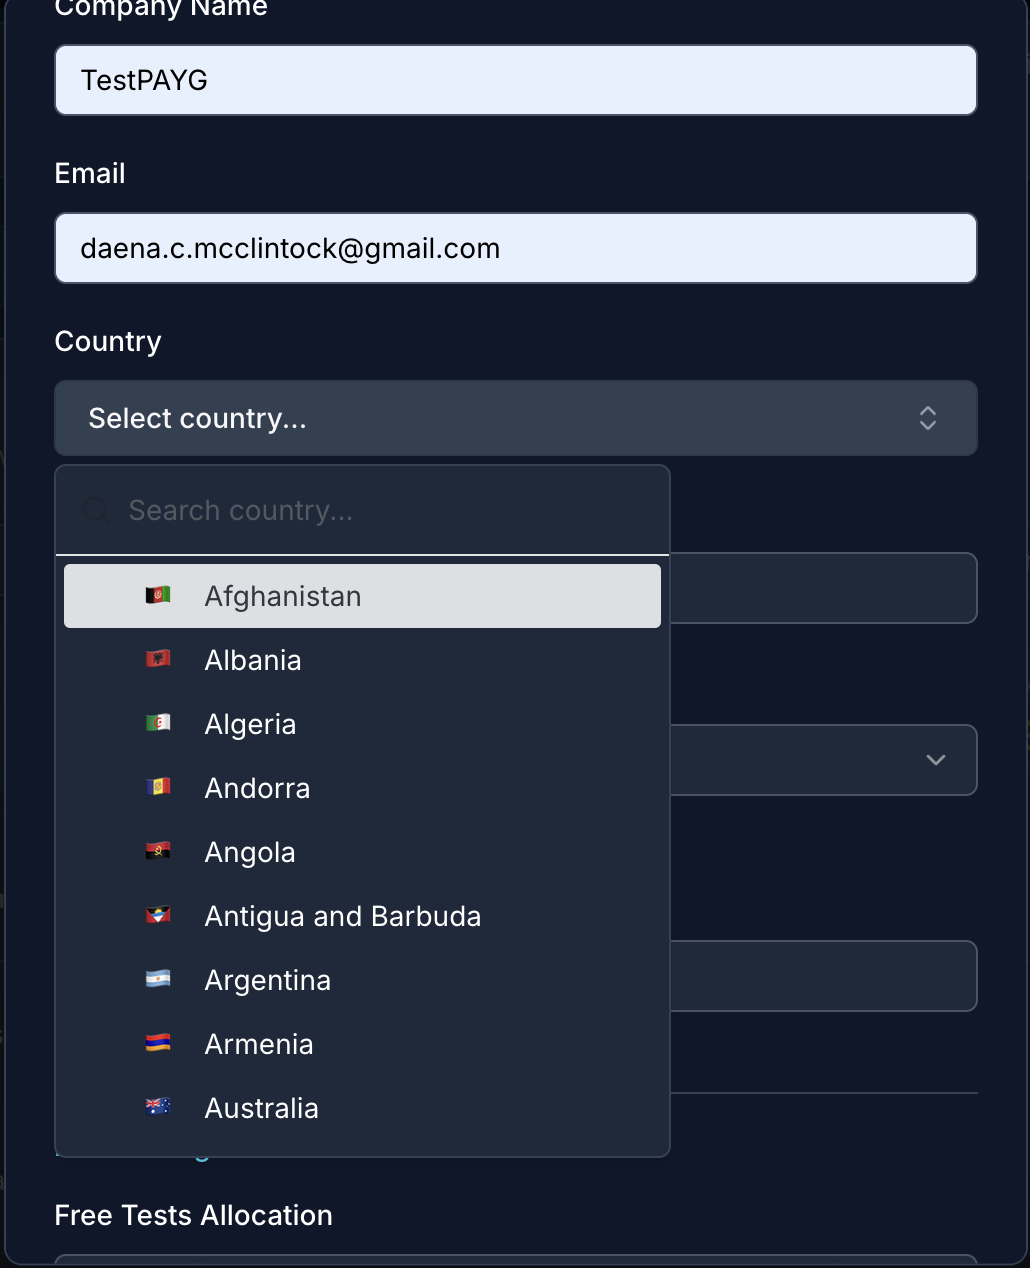 Company Name
TestPAYG
Email
daena.c.mcclintock@gmail.com
Country
Select country...
Search country...
Afghanistan
Albania
Algeria
Andorra
Angola
Antigua and Barbuda
Argentina
Armenia
Australia
Free Tests Allocation